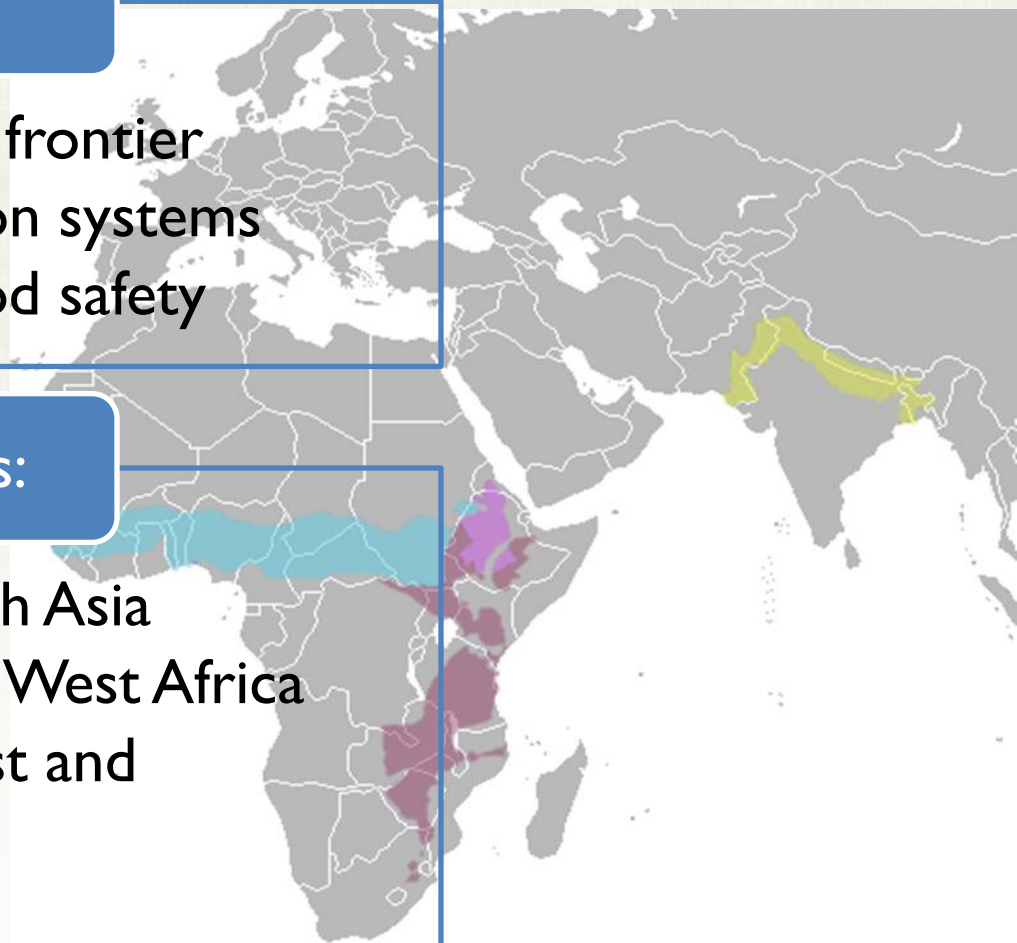 frontier
on systems
od safety
s:
h Asia
West Africa
st and